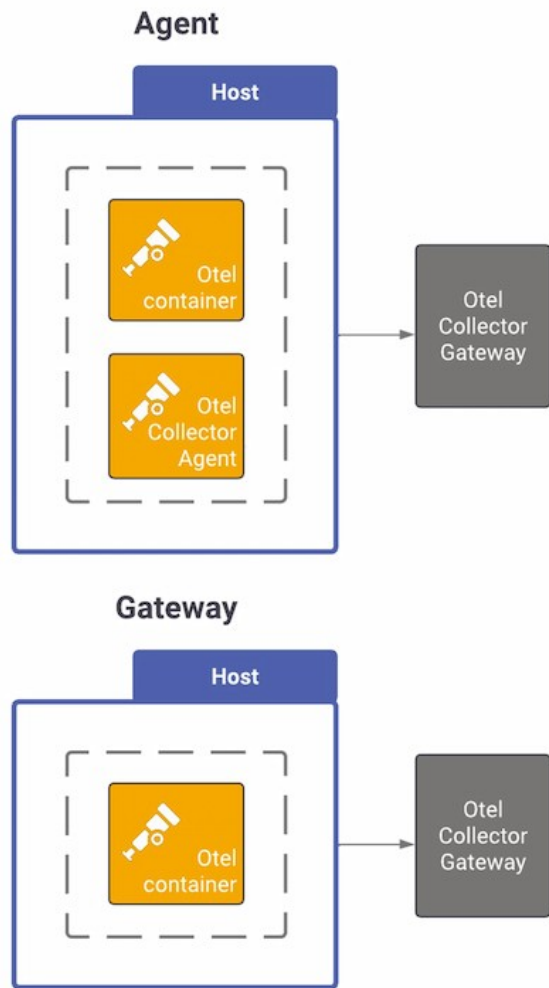 Agent
Host
Otel
container
Otel
Collector
Agent
Otel
Collector
Gateway
Gateway
Host
Otel
container
Otel
Collector
Gateway